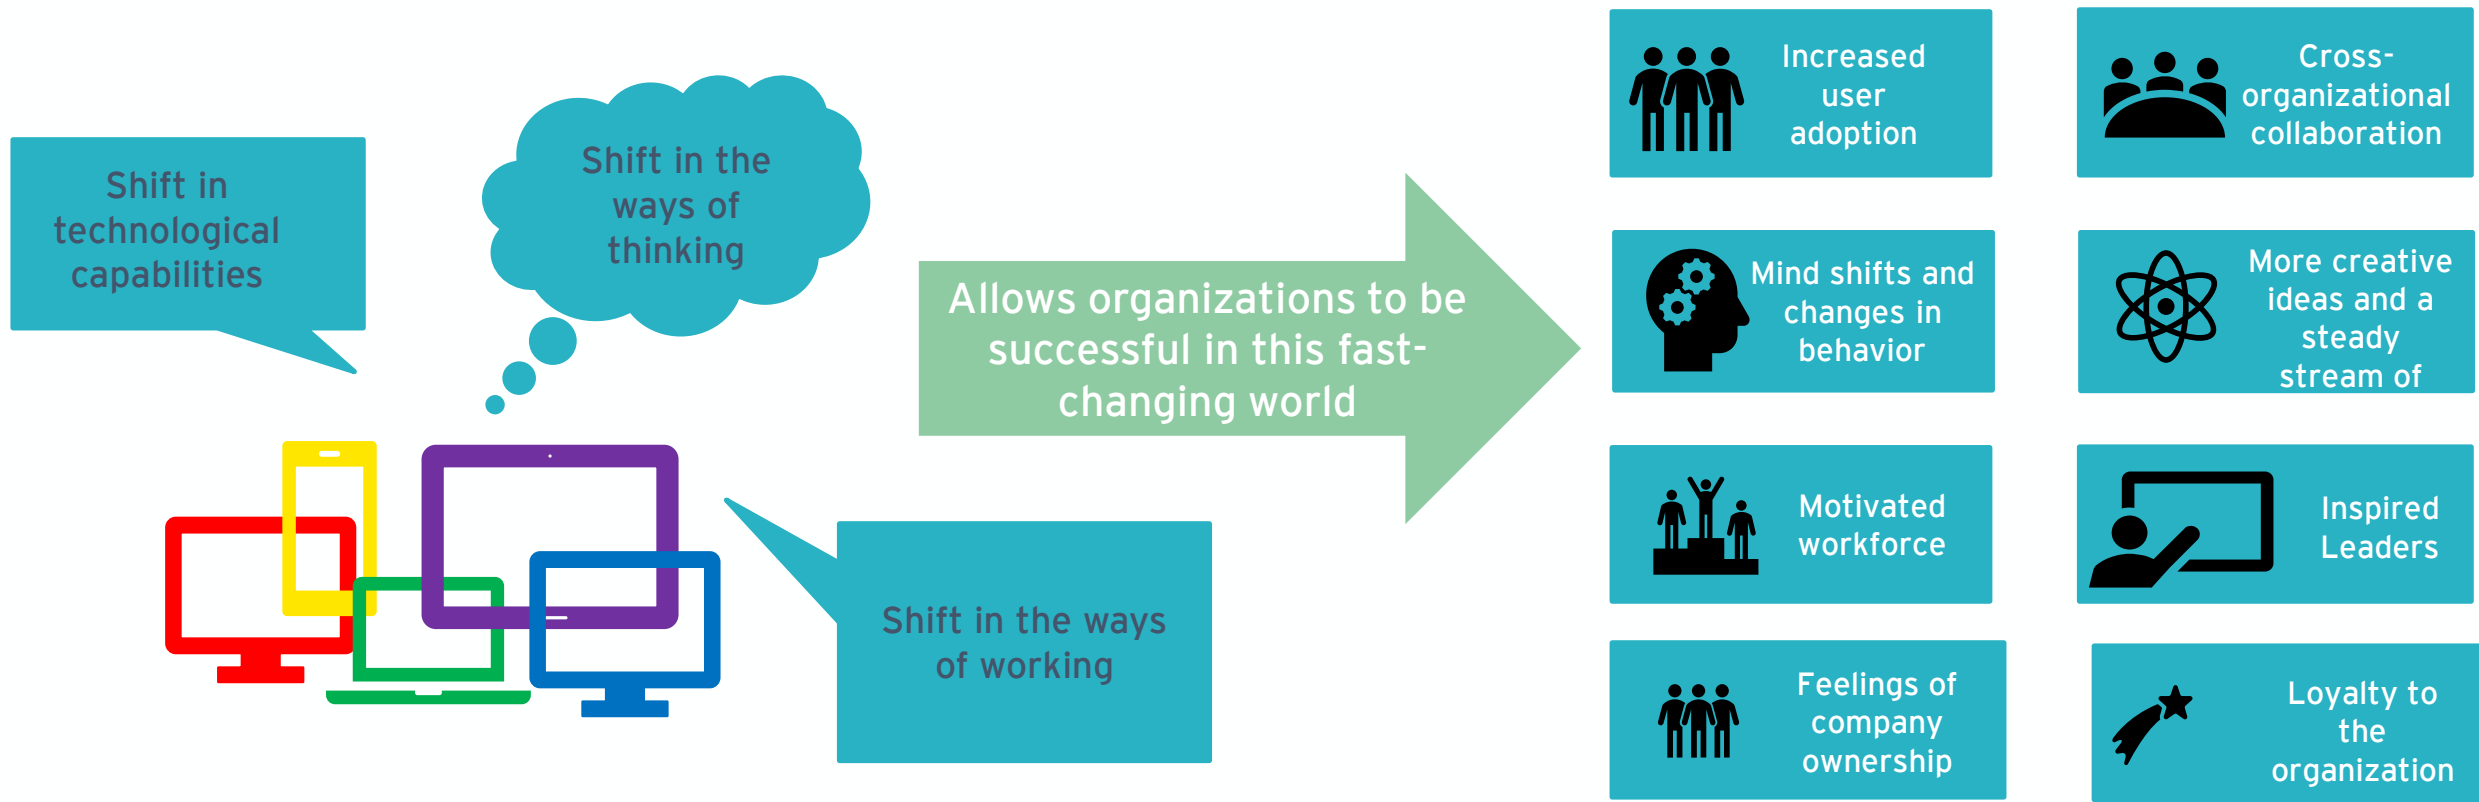 Shift in
technological
capabilities
Shift in the
ways of
thinking
Shift in the ways
of working
Allows organizations to be
successful in this fast-
changing world
Increased
user
adoption
Cross-
organizational
collaboration
Mind shifts and
changes in
behavior
More creative
ideas and a
steady
stream of
Motivated
workforce
Inspired
Leaders
Feelings of
company
ownership
Loyalty to
the
organization